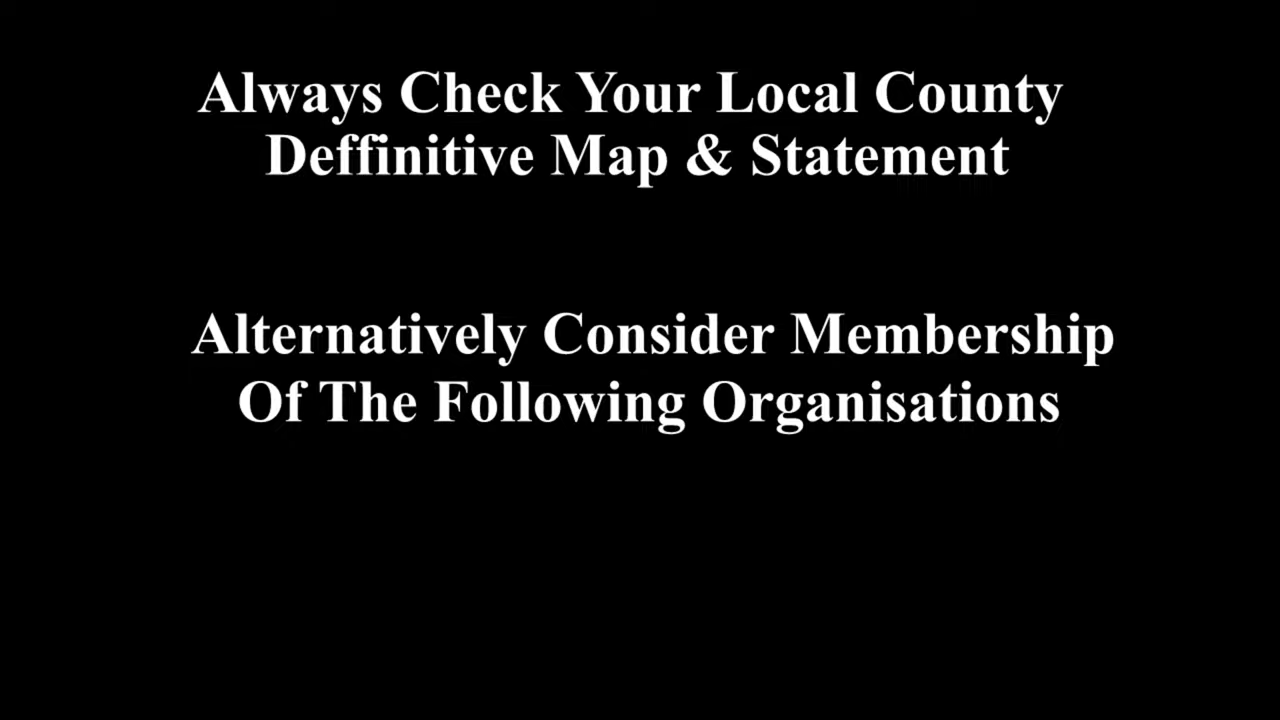 Always Check Your Local County
Deffinitive Map & Statement
Alternatively Consider Membership
Of The Following Organisations